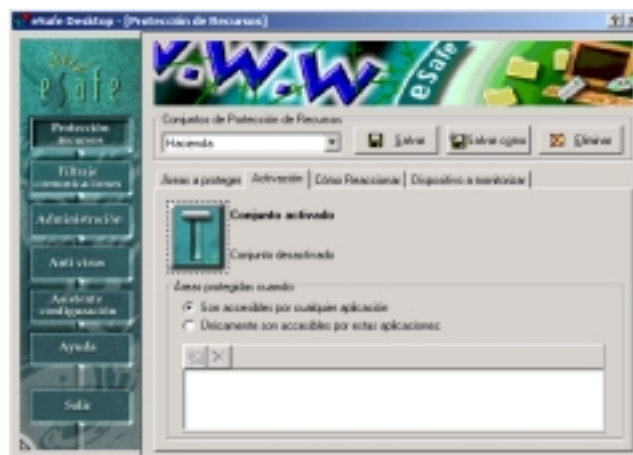 eSafe Desktop - [Protección de Recursos]
eSafe
V.W.W
eSafe
Protección recursos
Filtraje comunicaciones
Administración
Anti virus
Asistente configuración
Ayuda
Salir
Conjuntos de Protección de Recursos
Hacienda
Salvar
Salvar como
Eliminar
Areas a proteger
Activación
Cómo Reaccionar
Dispositivo a monitorizar
Conjunto activado
Conjunto desactivado
Áreas protegidas cuando
Son accesibles por cualquier aplicación
Únicamente son accesibles por estas aplicaciones: